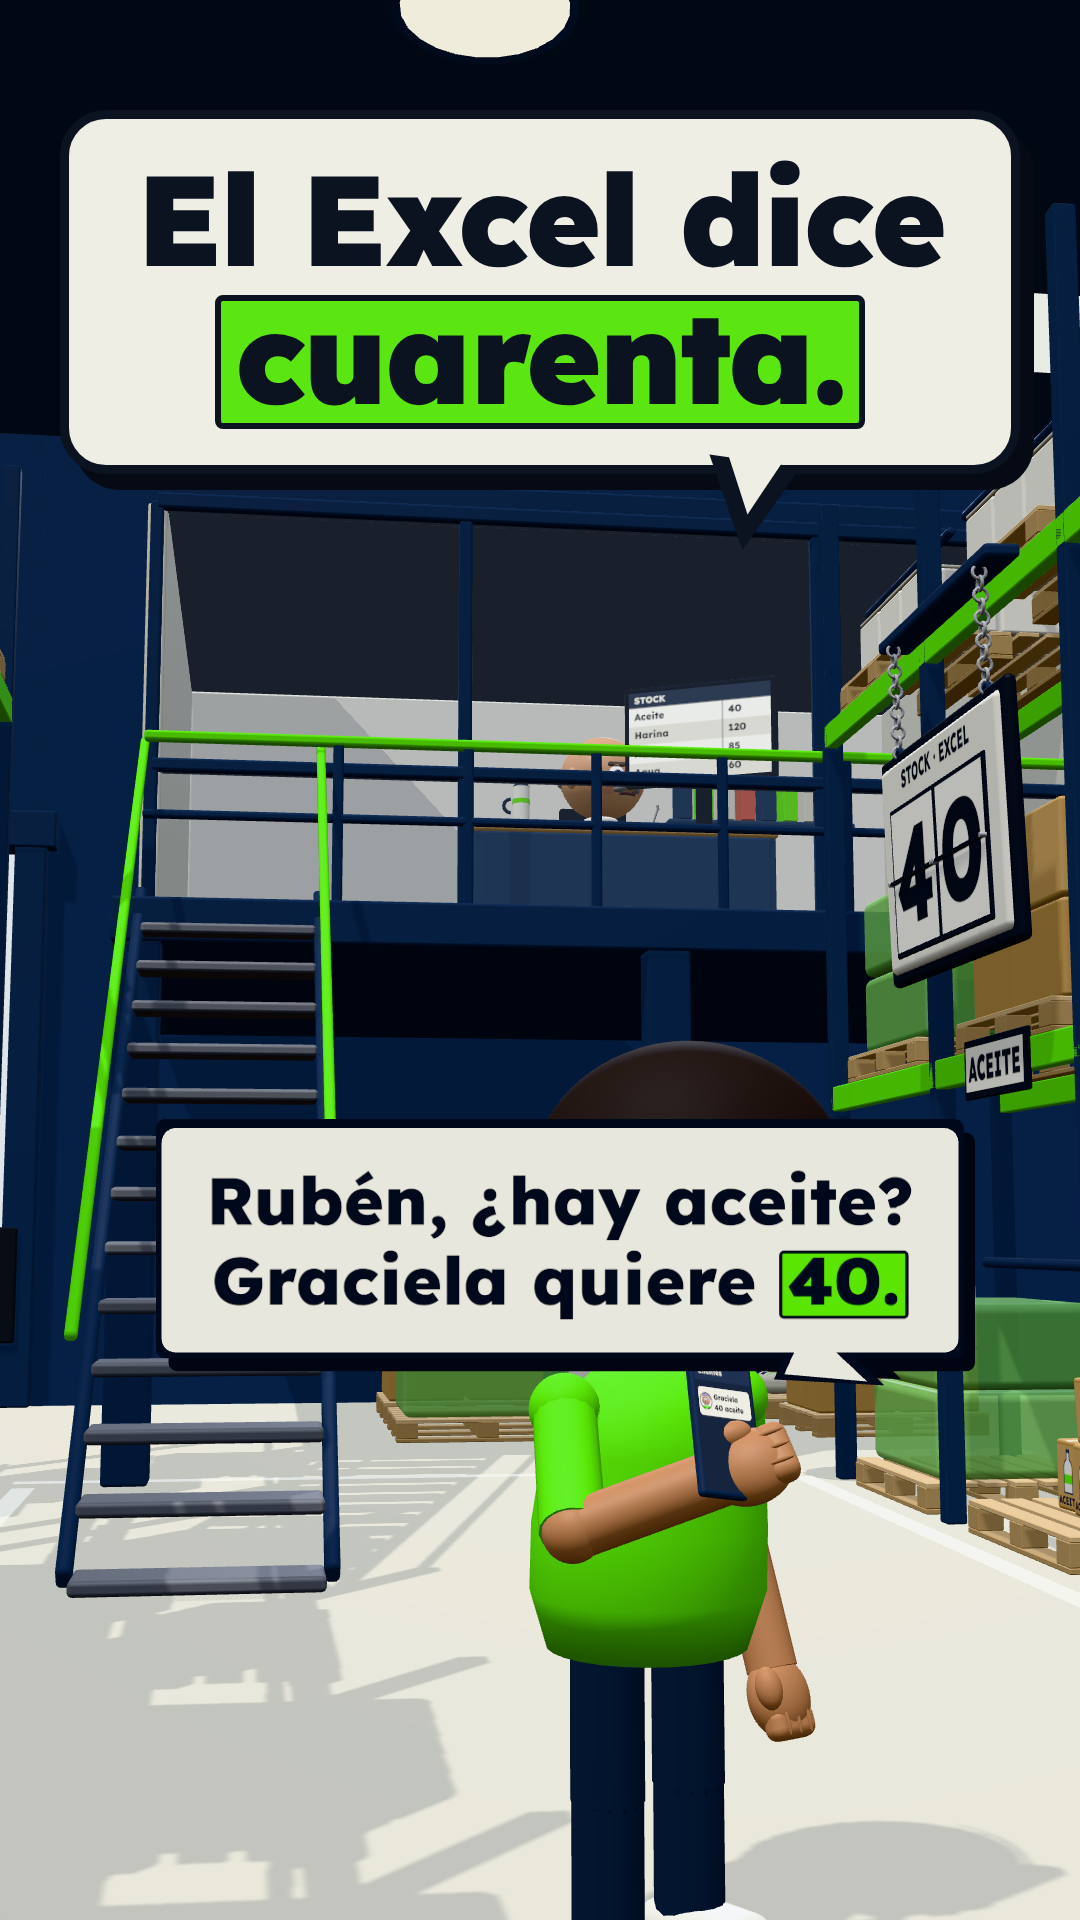 El Excel dice
cuarenta.
STOCK
Aceite 40
Harina 120
85
60
STOCK · EXCEL
40
ACEITE
Rubén, ¿hay aceite?
Graciela quiere 40.
Graciela
40 aceite